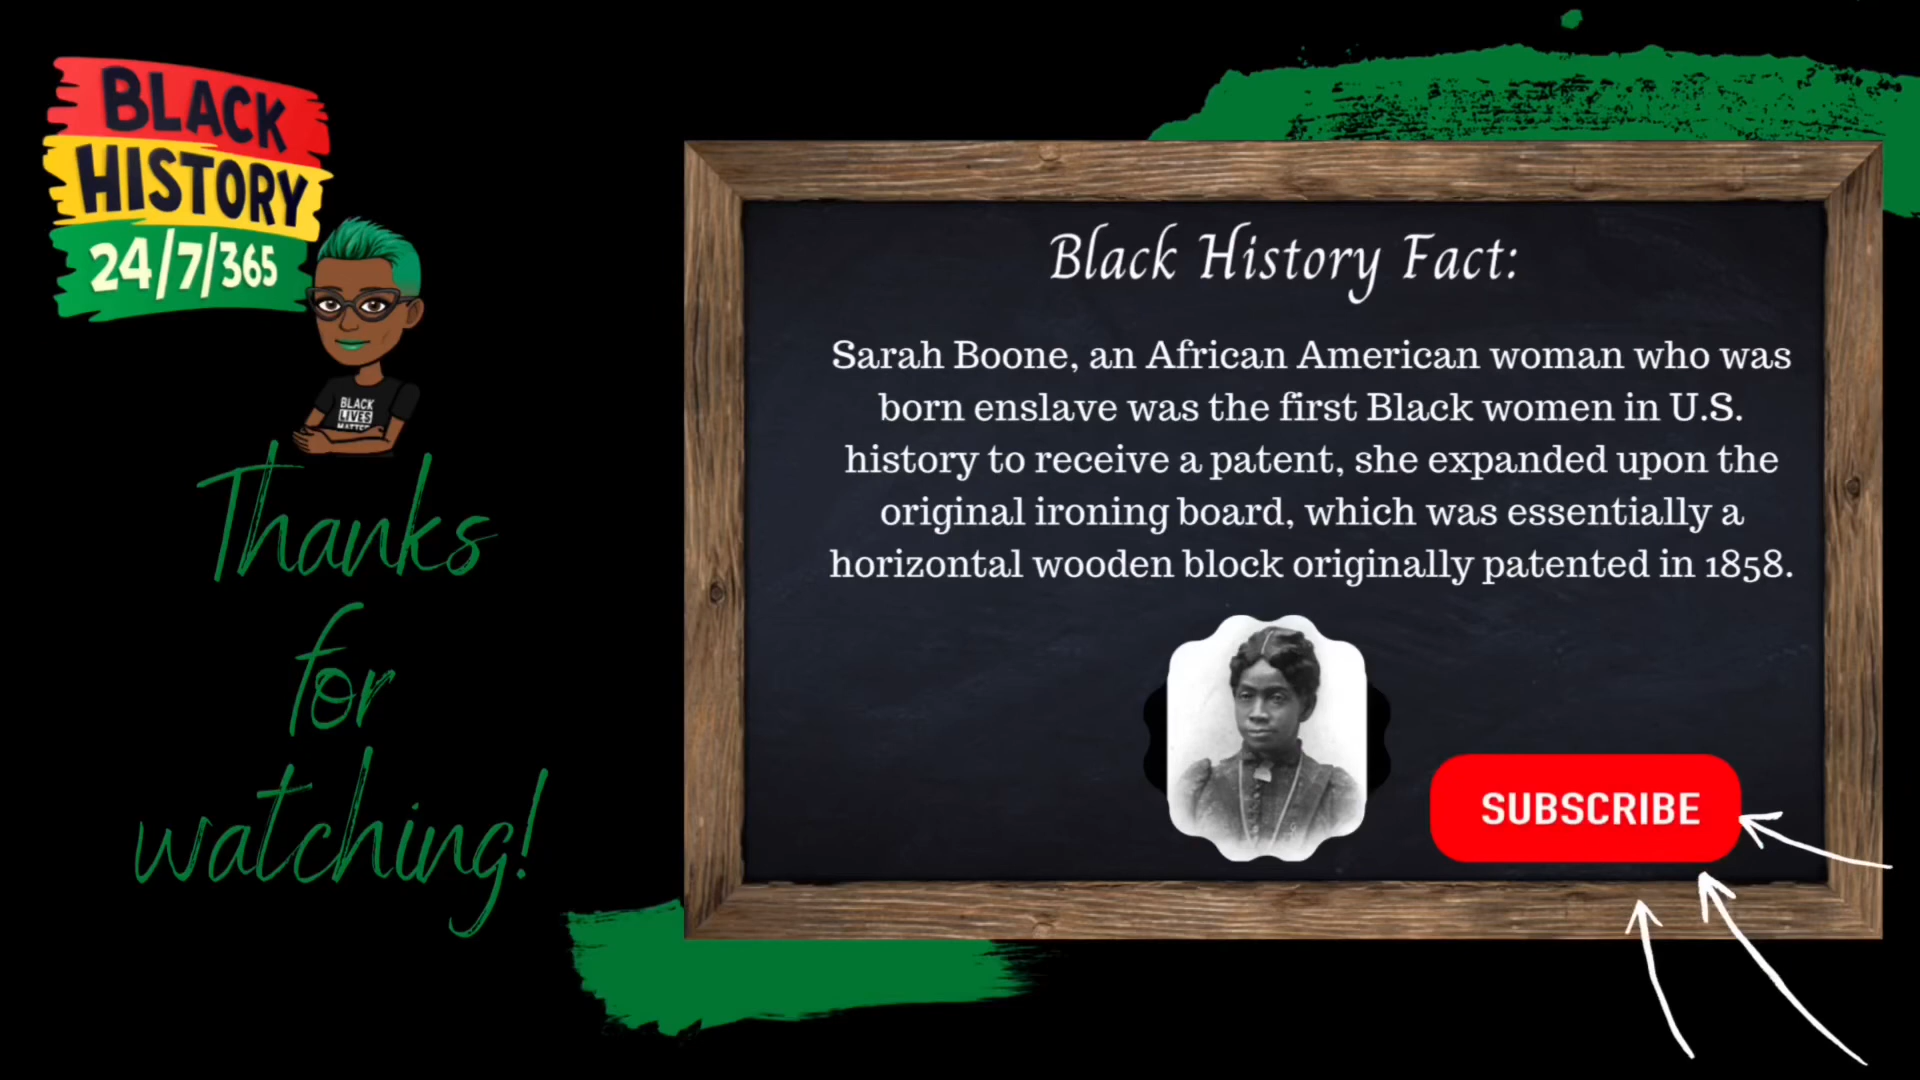 BLACK
HISTORY
24/7/365
BLACK
LIVES
MATTER
Thanks
for
watching!
Black History Fact:
Sarah Boone, an African American woman who was
born enslave was the first Black women in U.S.
history to receive a patent, she expanded upon the
original ironing board, which was essentially a
horizontal wooden block originally patented in 1858.
SUBSCRIBE